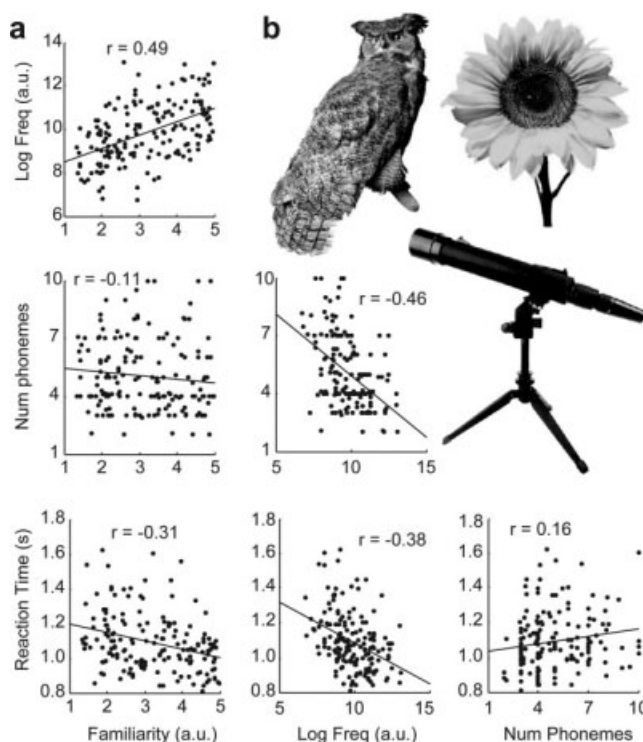 a
b
r = 0.49
Log Freq (a.u.)
14
12
10
8
6
1 2 3 4 5
r = -0.11
Num phonemes
10
7
4
1
1 2 3 4 5
r = -0.46
10
7
4
1
5 10 15
r = -0.31
Reaction Time (s)
1.8
1.6
1.4
1.2
1.0
0.8
1 2 3 4 5
Familiarity (a.u.)
r = -0.38
1.8
1.6
1.4
1.2
1.0
0.8
5 10 15
Log Freq (a.u.)
r = 0.16
1.8
1.6
1.4
1.2
1.0
0.8
1 4 7 10
Num Phonemes